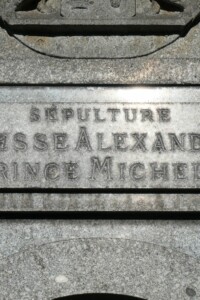 SÉPULTURE
ESSE ALEXAND
RINCE MICHE